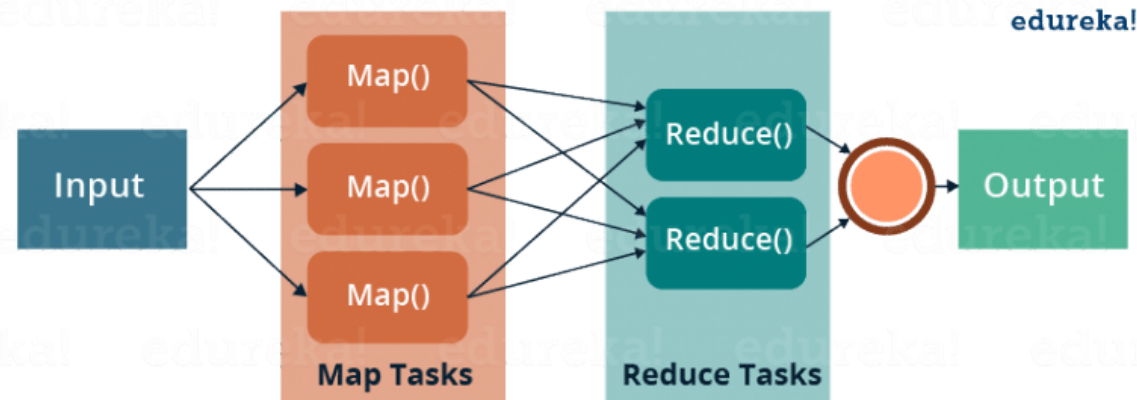 edureka!
Input
Map()
Map()
Map()
Map Tasks
Reduce()
Reduce()
Reduce Tasks
Output